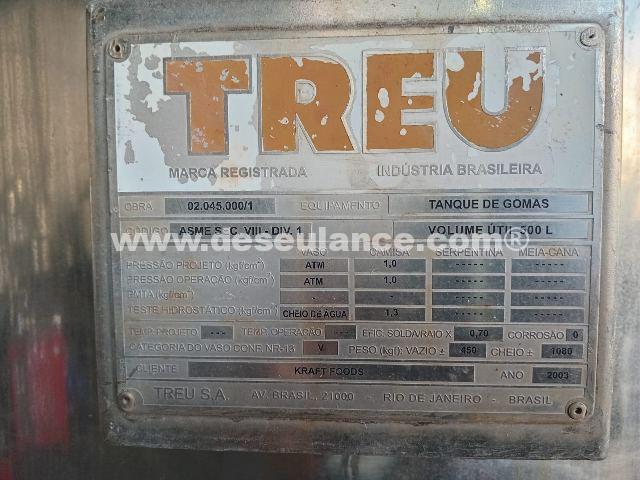 TREU
MARCA REGISTRADA INDÚSTRIA BRASILEIRA
OBRA 02.045.000/1 EQUIPAMENTO TANQUE DE GOMAS
CÓDIGO ASME SEC. VIII - DIV. 1 VOLUME ÚTIL 500 L
www.deseulance.com®
VASO CAMISA SERPENTINA MEIA-CANA
PRESSÃO PROJETO (kgf/cm²) ATM 1,0 ----- -----
PRESSÃO OPERAÇÃO (kgf/cm²) ATM 1,0 ----- -----
PMTA (kgf/cm²) - - ----- -----
TESTE HIDROSTÁTICO (kgf/cm²) CHEIO DE ÁGUA 1,3 ----- -----
TEMP. PROJETO --- TEMP. OPERAÇÃO --- EFIC. SOLDA/RAIO X 0,70 CORROSÃO 0
CATEGORIA DO VASO CONF. NR-13 V PESO (kgf): VAZIO ± 450 CHEIO ± 1080
CLIENTE KRAFT FOODS ANO 2003
TREU S.A. AV. BRASIL, 21000 - RIO DE JANEIRO - BRASIL